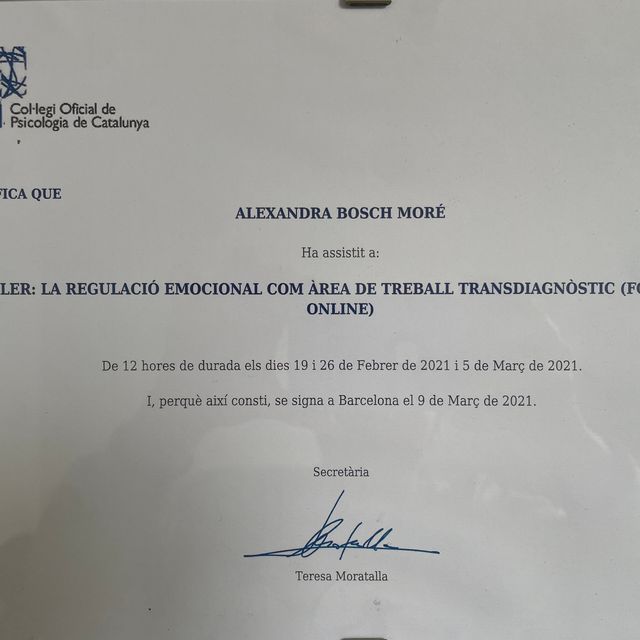 Col·legi Oficial de
Psicologia de Catalunya
FICA QUE
ALEXANDRA BOSCH MORÉ
Ha assistit a:
LER: LA REGULACIÓ EMOCIONAL COM ÀREA DE TREBALL TRANSDIAGNÒSTIC (FO
ONLINE)
De 12 hores de durada els dies 19 i 26 de Febrer de 2021 i 5 de Març de 2021.
I, perquè així consti, se signa a Barcelona el 9 de Març de 2021.
Secretària
Teresa Moratalla